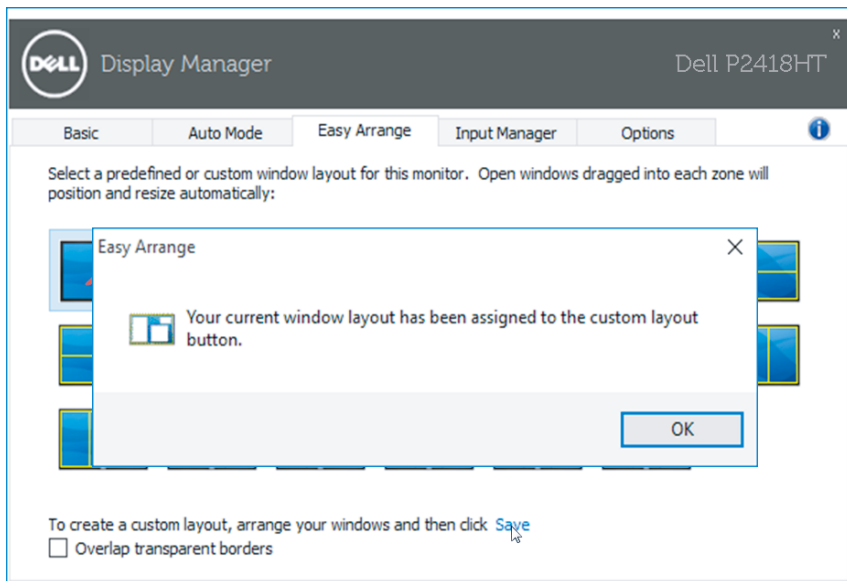 x
DELL Display Manager Dell P2418HT
Basic Auto Mode Easy Arrange Input Manager Options i
Select a predefined or custom window layout for this monitor. Open windows dragged into each zone will
position and resize automatically:
Easy Arrange
Your current window layout has been assigned to the custom layout
button.
OK
To create a custom layout, arrange your windows and then click Save
Overlap transparent borders